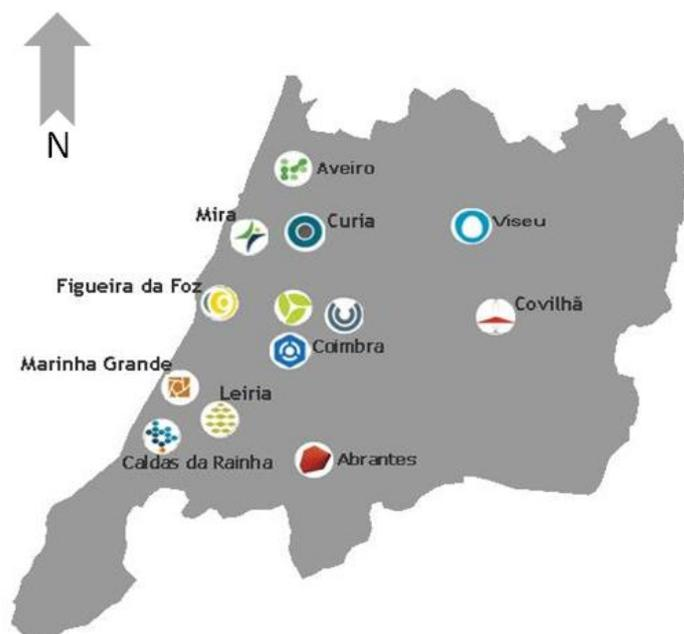 N
Aveiro
Mira
Curia
Viseu
Figueira da Foz
Covilhã
Coimbra
Marinha Grande
Leiria
Caldas da Rainha
Abrantes